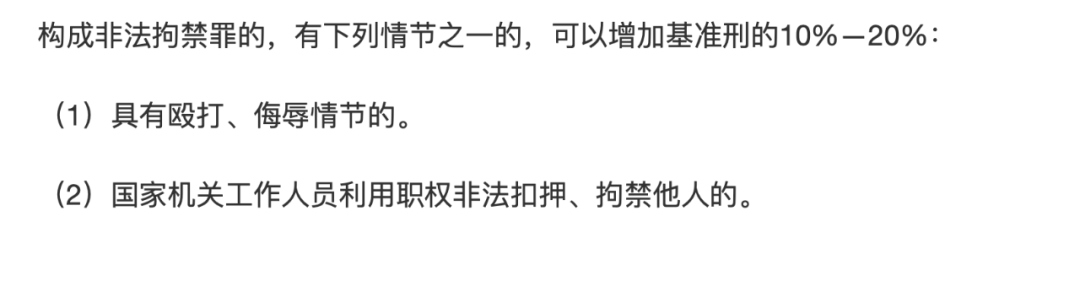 构成非法拘禁罪的，有下列情节之一的，可以增加基准刑的10%—20%：
（1）具有殴打、侮辱情节的。
（2）国家机关工作人员利用职权非法扣押、拘禁他人的。